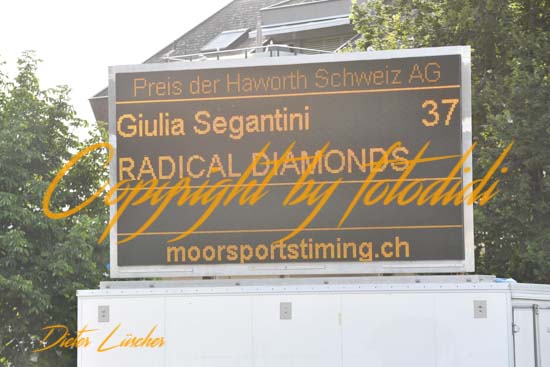 Preis der Haworth Schweiz AG
Giulia Segantini 37
RADICAL DIAMONDS
Copyright by fotodidi
moorsportstiming.ch
Dieter Lüscher